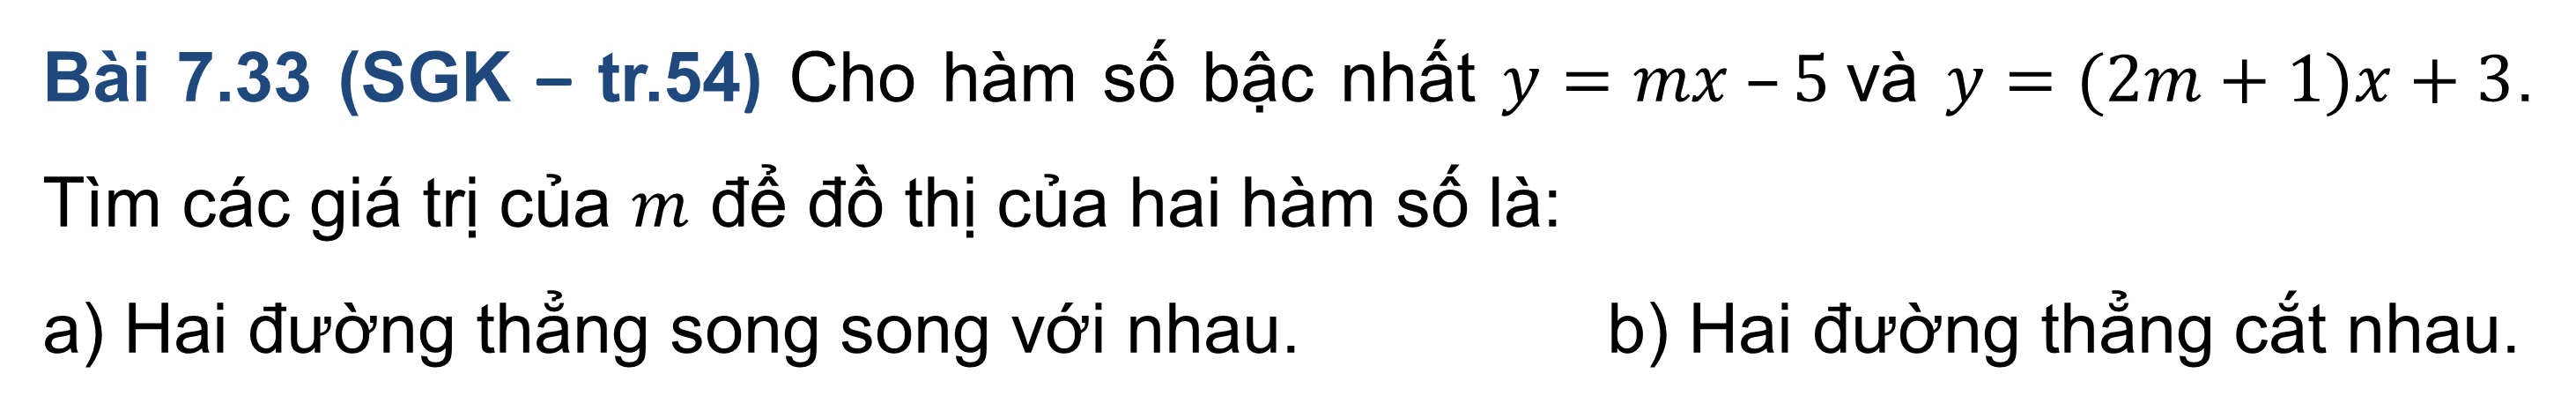 Bài 7.33 (SGK – tr.54) Cho hàm số bậc nhất y = mx – 5 và y = (2m + 1)x + 3.
Tìm các giá trị của m để đồ thị của hai hàm số là:
a) Hai đường thẳng song song với nhau. b) Hai đường thẳng cắt nhau.